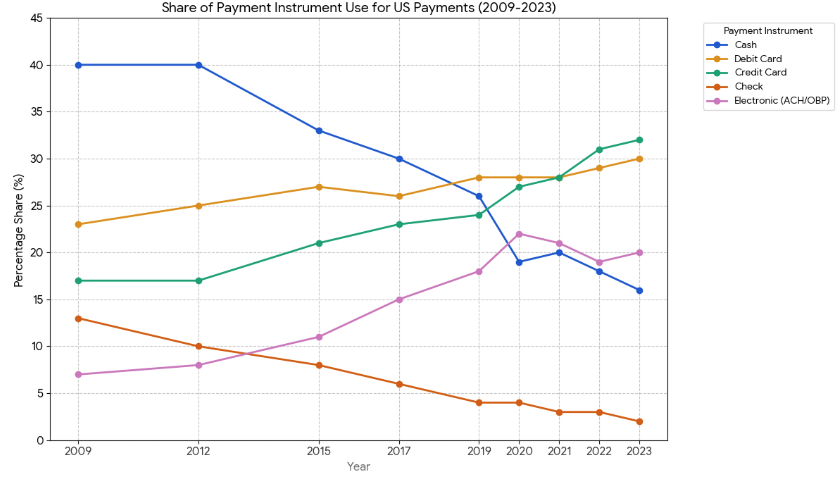 Share of Payment Instrument Use for US Payments (2009-2023)
Payment Instrument
Cash
Debit Card
Credit Card
Check
Electronic (ACH/OBP)
Percentage Share (%)
45
40
35
30
25
20
15
10
5
0
2009 2012 2015 2017 2019 2020 2021 2022 2023
Year